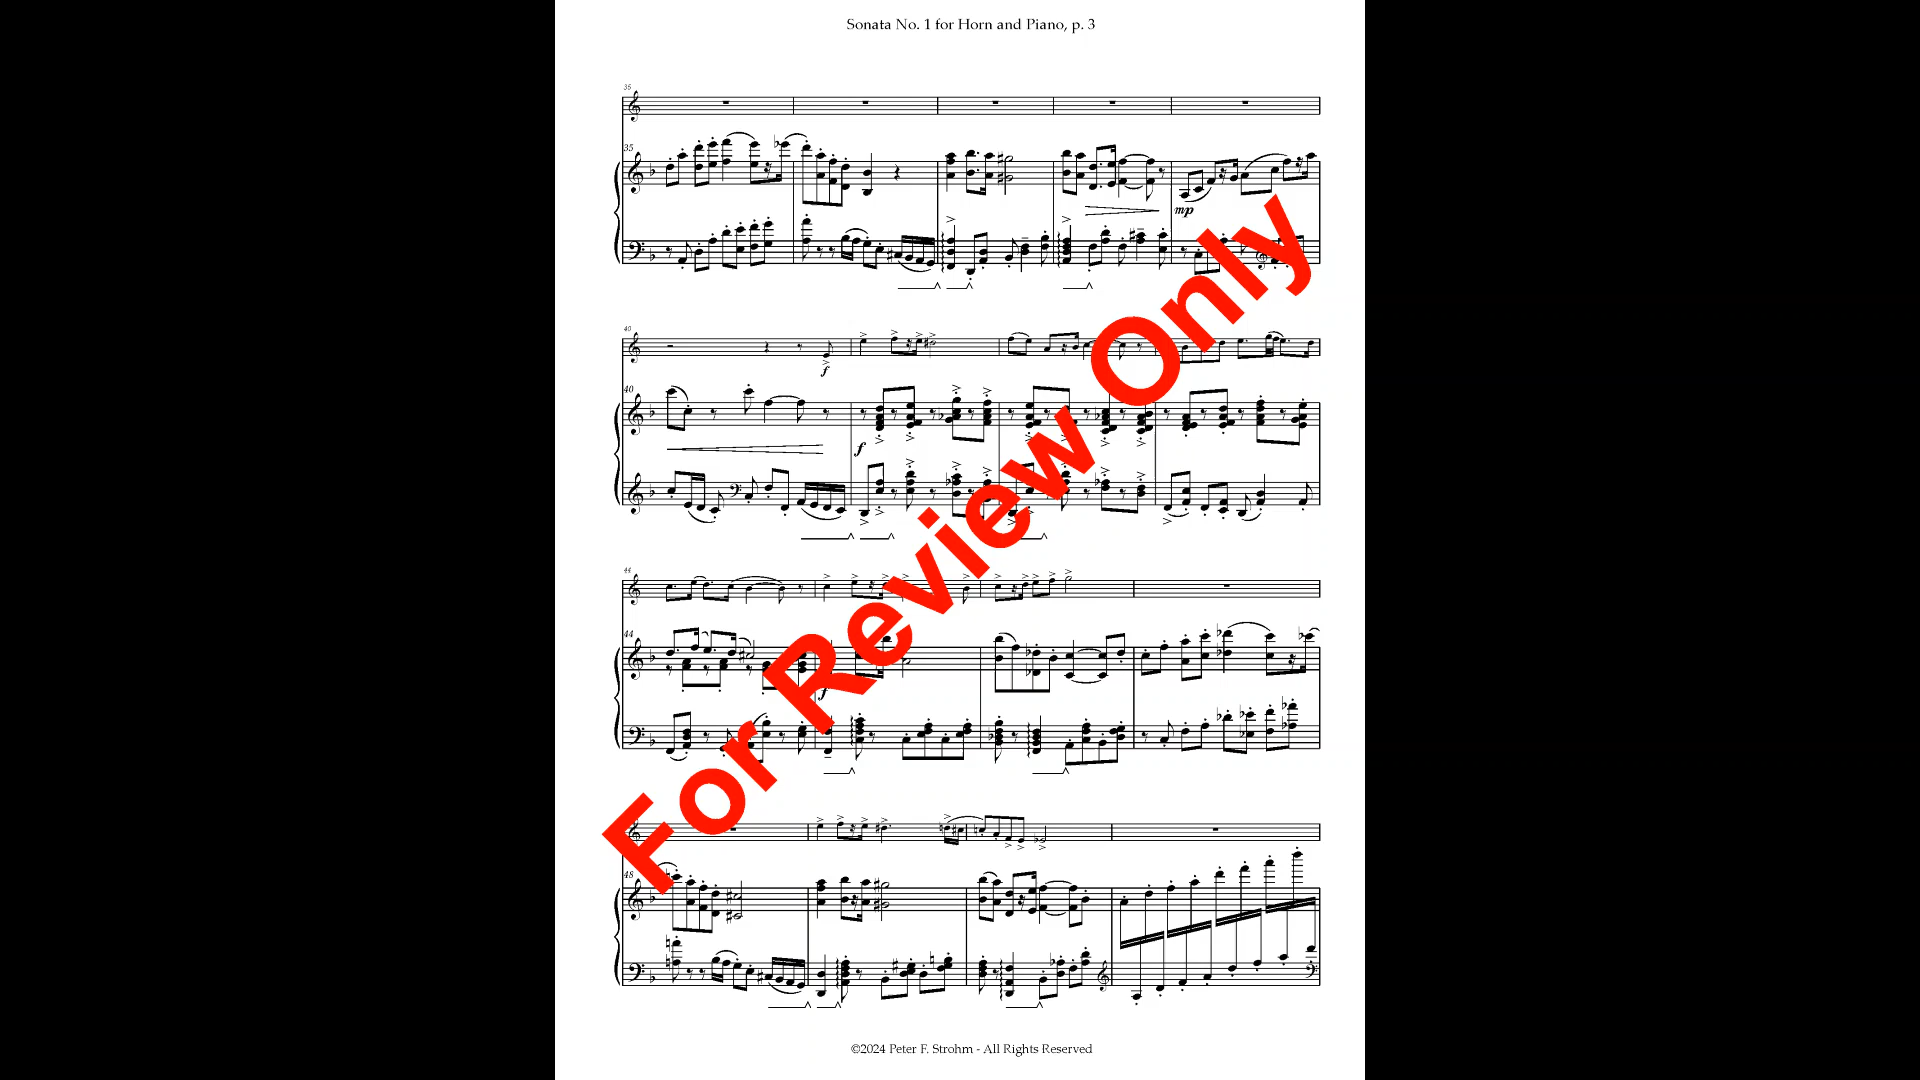 Sonata No. 1 for Horn and Piano, p. 3
35
35
mp
40
f
40
f
44
44
f
48
For Review Only
©2024 Peter F. Strohm - All Rights Reserved